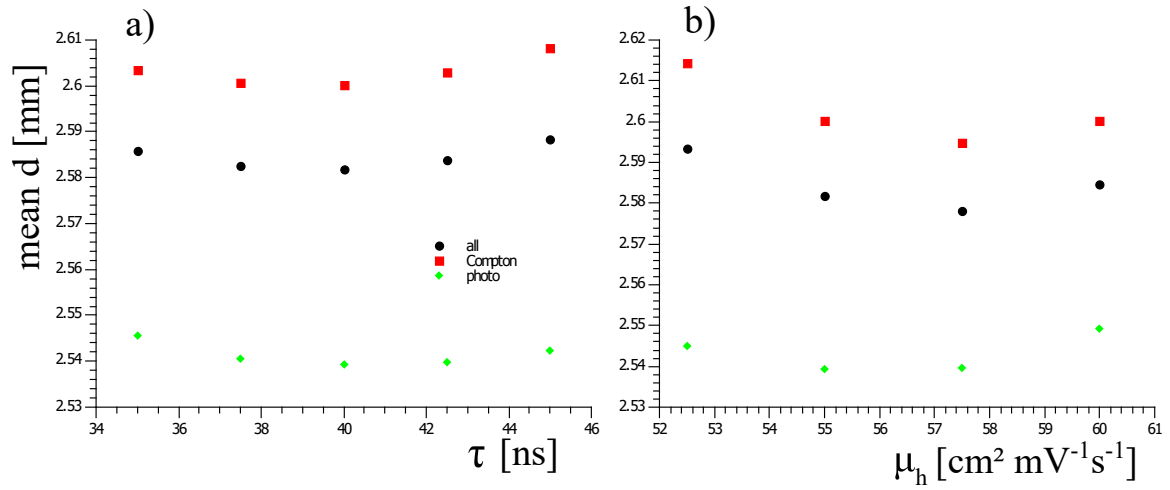 a)
mean d [mm]
2.61
2.6
2.59
2.58
2.57
2.56
2.55
2.54
2.53
all
Compton
photo
34 36 38 40 42 44 46
τ [ns]
b)
2.62
2.61
2.6
2.59
2.58
2.57
2.56
2.55
2.54
2.53
52 53 54 55 56 57 58 59 60 61
μh [cm² mV⁻¹s⁻¹]